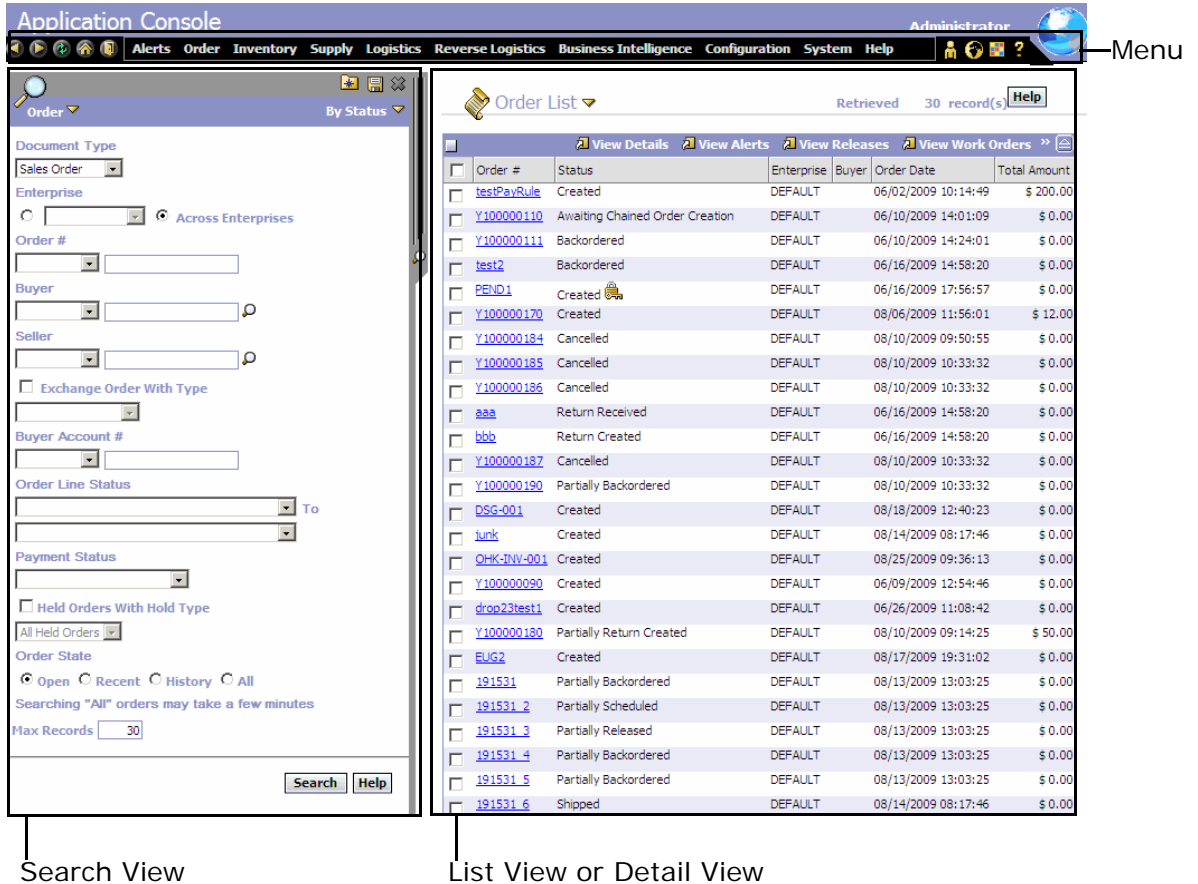 Application Console
Administrator
Alerts Order Inventory Supply Logistics Reverse Logistics Business Intelligence Configuration System Help ?
Menu
Order
By Status
Document Type
Sales Order
Enterprise
Across Enterprises
Order #
Buyer
Seller
Exchange Order With Type
Buyer Account #
Order Line Status
To
Payment Status
Held Orders With Hold Type
All Held Orders
Order State
Open Recent History All
Searching "All" orders may take a few minutes
Max Records 30
Search Help
Order List
Retrieved 30 record(s)
Help
View Details View Alerts View Releases View Work Orders »
Order # Status Enterprise Buyer Order Date Total Amount
testPayRule Created DEFAULT 06/02/2009 10:14:49 $ 200.00
Y100000110 Awaiting Chained Order Creation DEFAULT 06/10/2009 14:01:09 $ 0.00
Y100000111 Backordered DEFAULT 06/10/2009 14:24:01 $ 0.00
test2 Backordered DEFAULT 06/16/2009 14:58:20 $ 0.00
PEND1 Created DEFAULT 06/16/2009 17:56:57 $ 0.00
Y100000170 Created DEFAULT 08/06/2009 11:56:01 $ 12.00
Y100000184 Cancelled DEFAULT 08/10/2009 09:50:55 $ 0.00
Y100000185 Cancelled DEFAULT 08/10/2009 10:33:32 $ 0.00
Y100000186 Cancelled DEFAULT 08/10/2009 10:33:32 $ 0.00
aaa Return Received DEFAULT 06/16/2009 14:58:20 $ 0.00
bbb Return Created DEFAULT 06/16/2009 14:58:20 $ 0.00
Y100000187 Cancelled DEFAULT 08/10/2009 10:33:32 $ 0.00
Y100000190 Partially Backordered DEFAULT 08/10/2009 10:33:32 $ 0.00
DSG-001 Created DEFAULT 08/18/2009 12:40:23 $ 0.00
junk Created DEFAULT 08/14/2009 08:17:46 $ 0.00
OHK-INV-001 Created DEFAULT 08/25/2009 09:36:13 $ 0.00
Y100000090 Created DEFAULT 06/09/2009 12:54:46 $ 0.00
drop23test1 Created DEFAULT 06/26/2009 11:08:42 $ 0.00
Y100000180 Partially Return Created DEFAULT 08/10/2009 09:14:25 $ 50.00
EUG2 Created DEFAULT 08/17/2009 19:31:02 $ 0.00
191531 Partially Backordered DEFAULT 08/13/2009 13:03:25 $ 0.00
191531_2 Partially Scheduled DEFAULT 08/13/2009 13:03:25 $ 0.00
191531_3 Partially Released DEFAULT 08/13/2009 13:03:25 $ 0.00
191531_4 Partially Backordered DEFAULT 08/13/2009 13:03:25 $ 0.00
191531_5 Partially Backordered DEFAULT 08/13/2009 13:03:25 $ 0.00
191531_6 Shipped DEFAULT 08/14/2009 08:17:46 $ 0.00
Search View
List View or Detail View